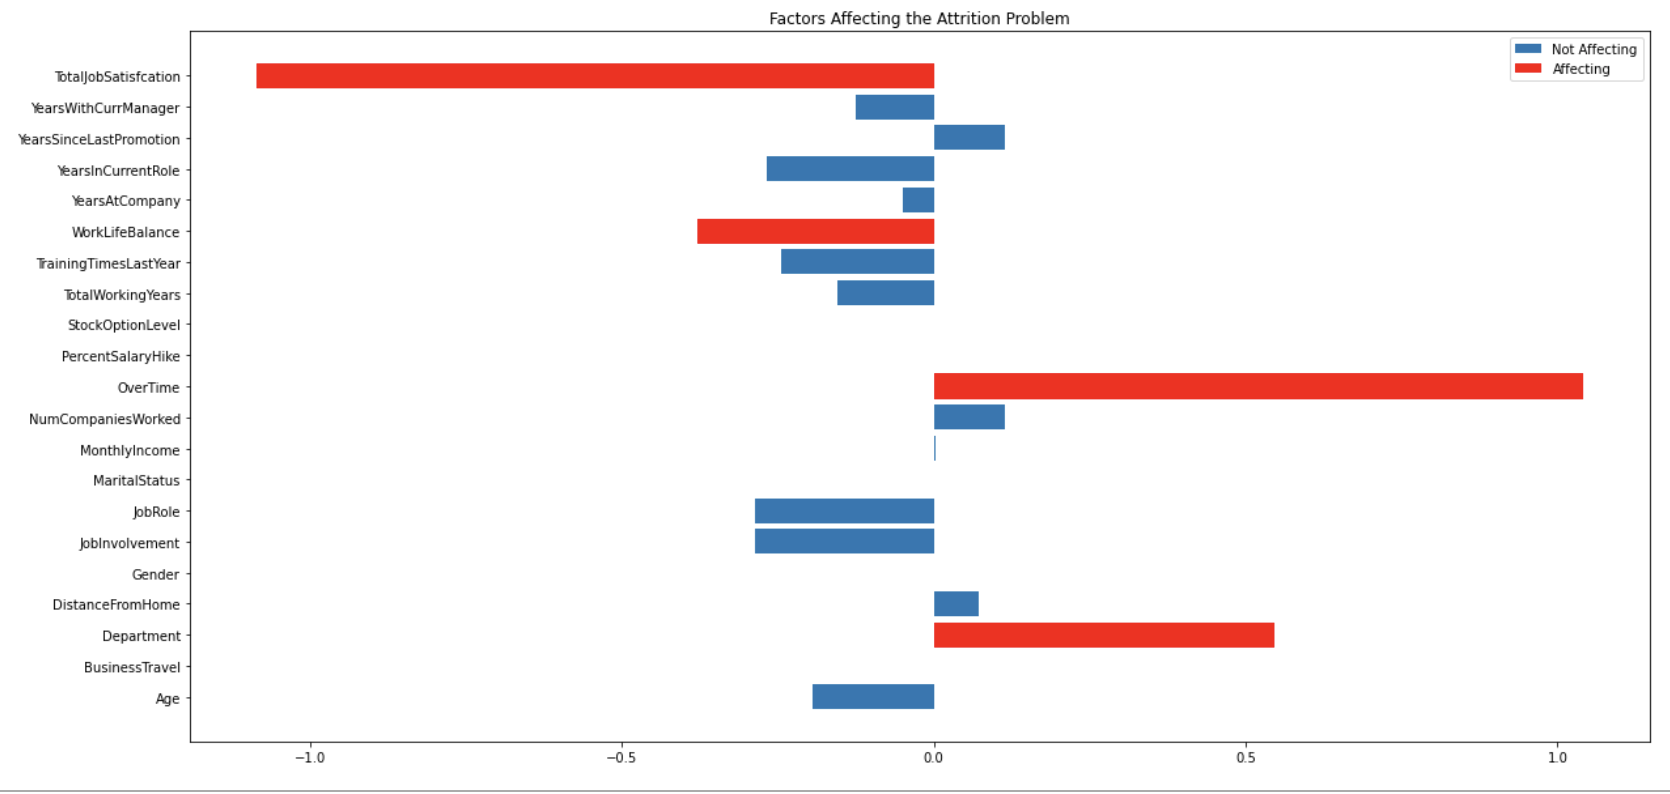 Factors Affecting the Attrition Problem
Not Affecting
Affecting
TotalJobSatisfcation
YearsWithCurrManager
YearsSinceLastPromotion
YearsInCurrentRole
YearsAtCompany
WorkLifeBalance
TrainingTimesLastYear
TotalWorkingYears
StockOptionLevel
PercentSalaryHike
OverTime
NumCompaniesWorked
MonthlyIncome
MaritalStatus
JobRole
JobInvolvement
Gender
DistanceFromHome
Department
BusinessTravel
Age
−1.0 −0.5 0.0 0.5 1.0